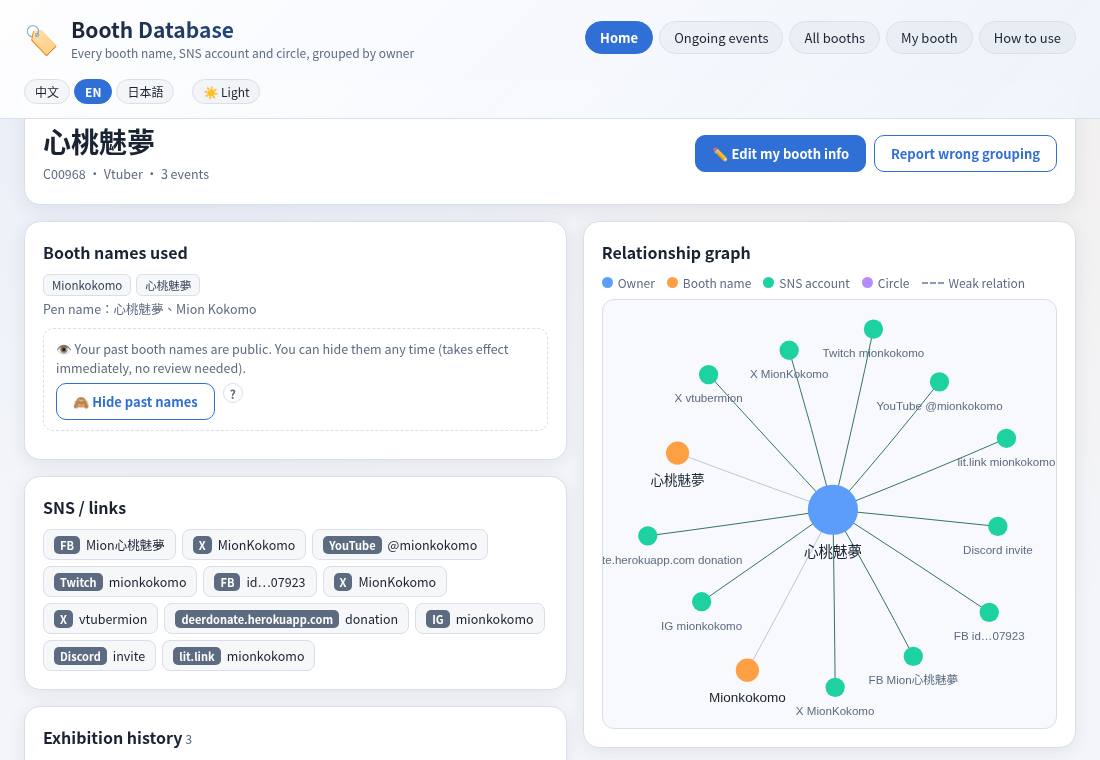 Booth Database
Every booth name, SNS account and circle, grouped by owner
Home
Ongoing events
All booths
My booth
How to use
中文
EN
日本語
☀️ Light
心桃魅夢
C00968 · Vtuber · 3 events
✏️ Edit my booth info
Report wrong grouping
Booth names used
Mionkokomo
心桃魅夢
Pen name：心桃魅夢、Mion Kokomo
👁️ Your past booth names are public. You can hide them any time (takes effect
immediately, no review needed).
🙈 Hide past names
?
SNS / links
FB Mion心桃魅夢
X MionKokomo
YouTube @mionkokomo
Twitch mionkokomo
FB id…07923
X MionKokomo
X vtubermion
deerdonate.herokuapp.com donation
IG mionkokomo
Discord invite
lit.link mionkokomo
Exhibition history 3
Relationship graph
Owner
Booth name
SNS account
Circle
Weak relation
Twitch mionkokomo
X MionKokomo
X vtubermion
YouTube @mionkokomo
lit.link mionkokomo
心桃魅夢
心桃魅夢
Discord invite
te.herokuapp.com donation
IG mionkokomo
FB id…07923
FB Mion心桃魅夢
Mionkokomo
X MionKokomo